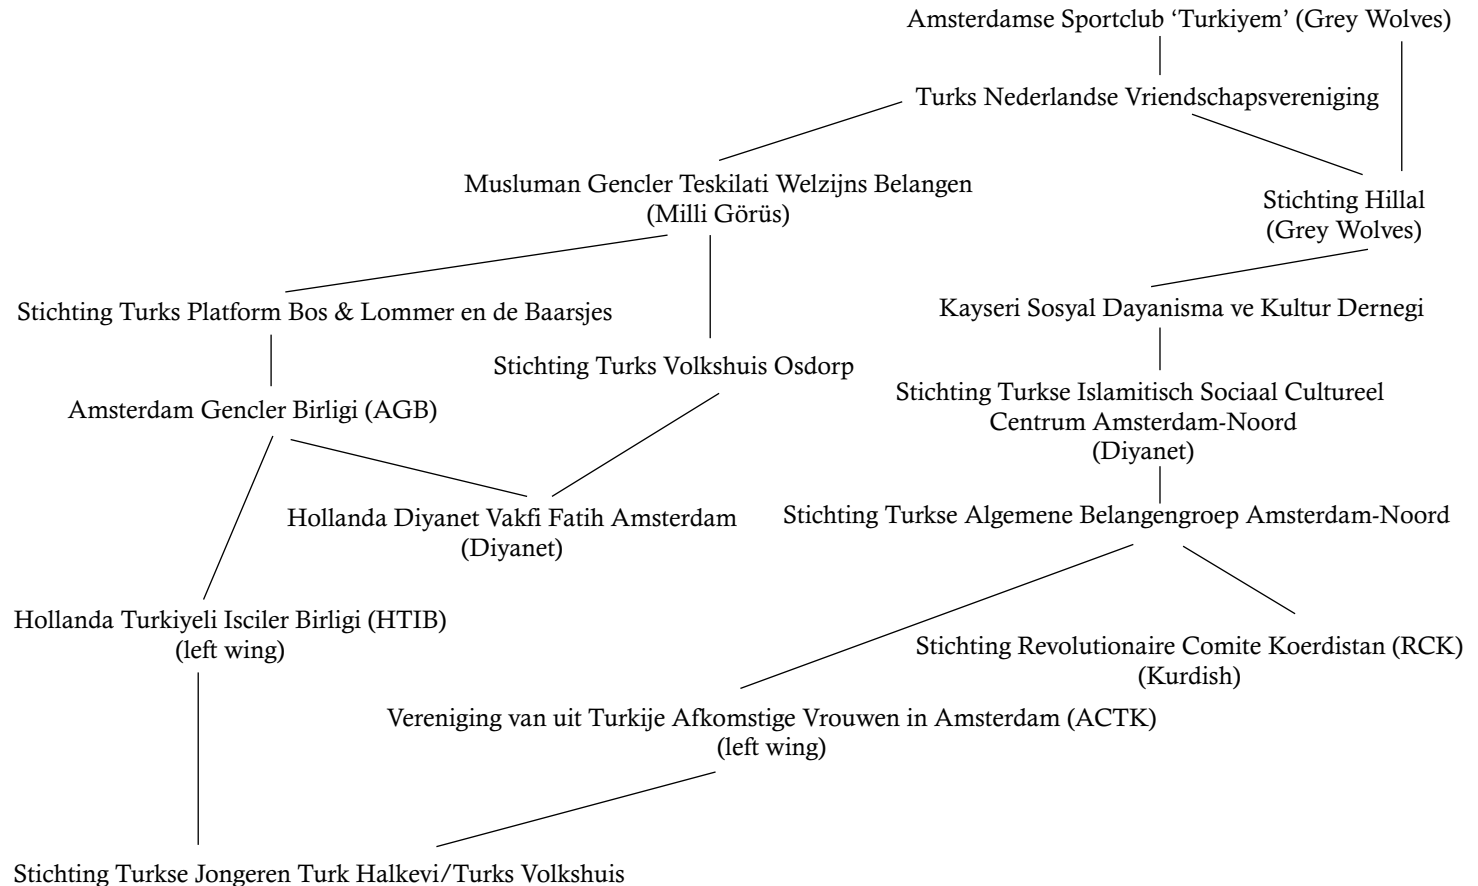 Amsterdamse Sportclub ‘Turkiyem’ (Grey Wolves)
Turks Nederlandse Vriendschapsvereniging
Musluman Gencler Teskilati Welzijns Belangen
(Milli Görüs)
Stichting Hillal
(Grey Wolves)
Stichting Turks Platform Bos & Lommer en de Baarsjes
Kayseri Sosyal Dayanisma ve Kultur Dernegi
Stichting Turks Volkshuis Osdorp
Stichting Turkse Islamitisch Sociaal Cultureel
Centrum Amsterdam-Noord
(Diyanet)
Amsterdam Gencler Birligi (AGB)
Hollanda Diyanet Vakfi Fatih Amsterdam
(Diyanet)
Stichting Turkse Algemene Belangengroep Amsterdam-Noord
Hollanda Turkiyeli Isciler Birligi (HTIB)
(left wing)
Stichting Revolutionaire Comite Koerdistan (RCK)
(Kurdish)
Vereniging van uit Turkije Afkomstige Vrouwen in Amsterdam (ACTK)
(left wing)
Stichting Turkse Jongeren Turk Halkevi/Turks Volkshuis